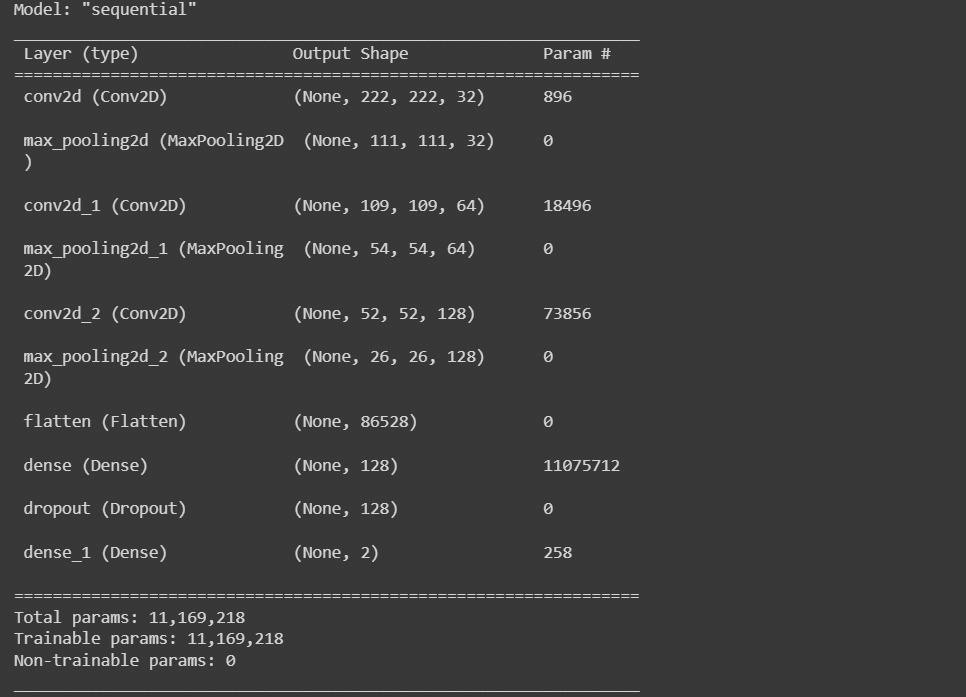 Model: "sequential"
Layer (type) Output Shape Param #
conv2d (Conv2D) (None, 222, 222, 32) 896
max_pooling2d (MaxPooling2D (None, 111, 111, 32) 0
)
conv2d_1 (Conv2D) (None, 109, 109, 64) 18496
max_pooling2d_1 (MaxPooling (None, 54, 54, 64) 0
2D)
conv2d_2 (Conv2D) (None, 52, 52, 128) 73856
max_pooling2d_2 (MaxPooling (None, 26, 26, 128) 0
2D)
flatten (Flatten) (None, 86528) 0
dense (Dense) (None, 128) 11075712
dropout (Dropout) (None, 128) 0
dense_1 (Dense) (None, 2) 258
Total params: 11,169,218
Trainable params: 11,169,218
Non-trainable params: 0